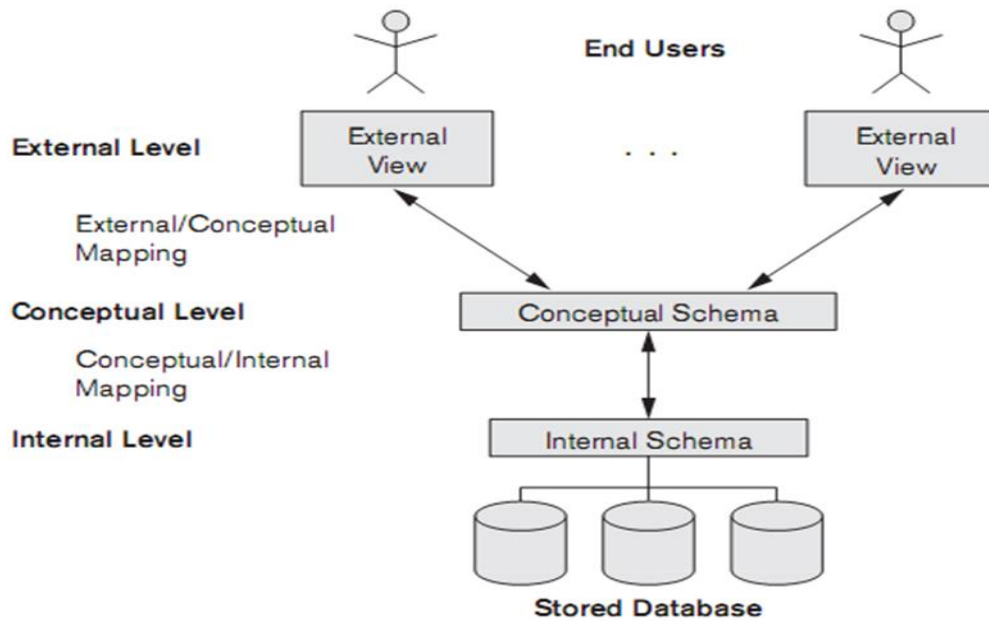 End Users
External Level
External
View
. . .
External
View
External/Conceptual
Mapping
Conceptual Level
Conceptual Schema
Conceptual/Internal
Mapping
Internal Level
Internal Schema
Stored Database